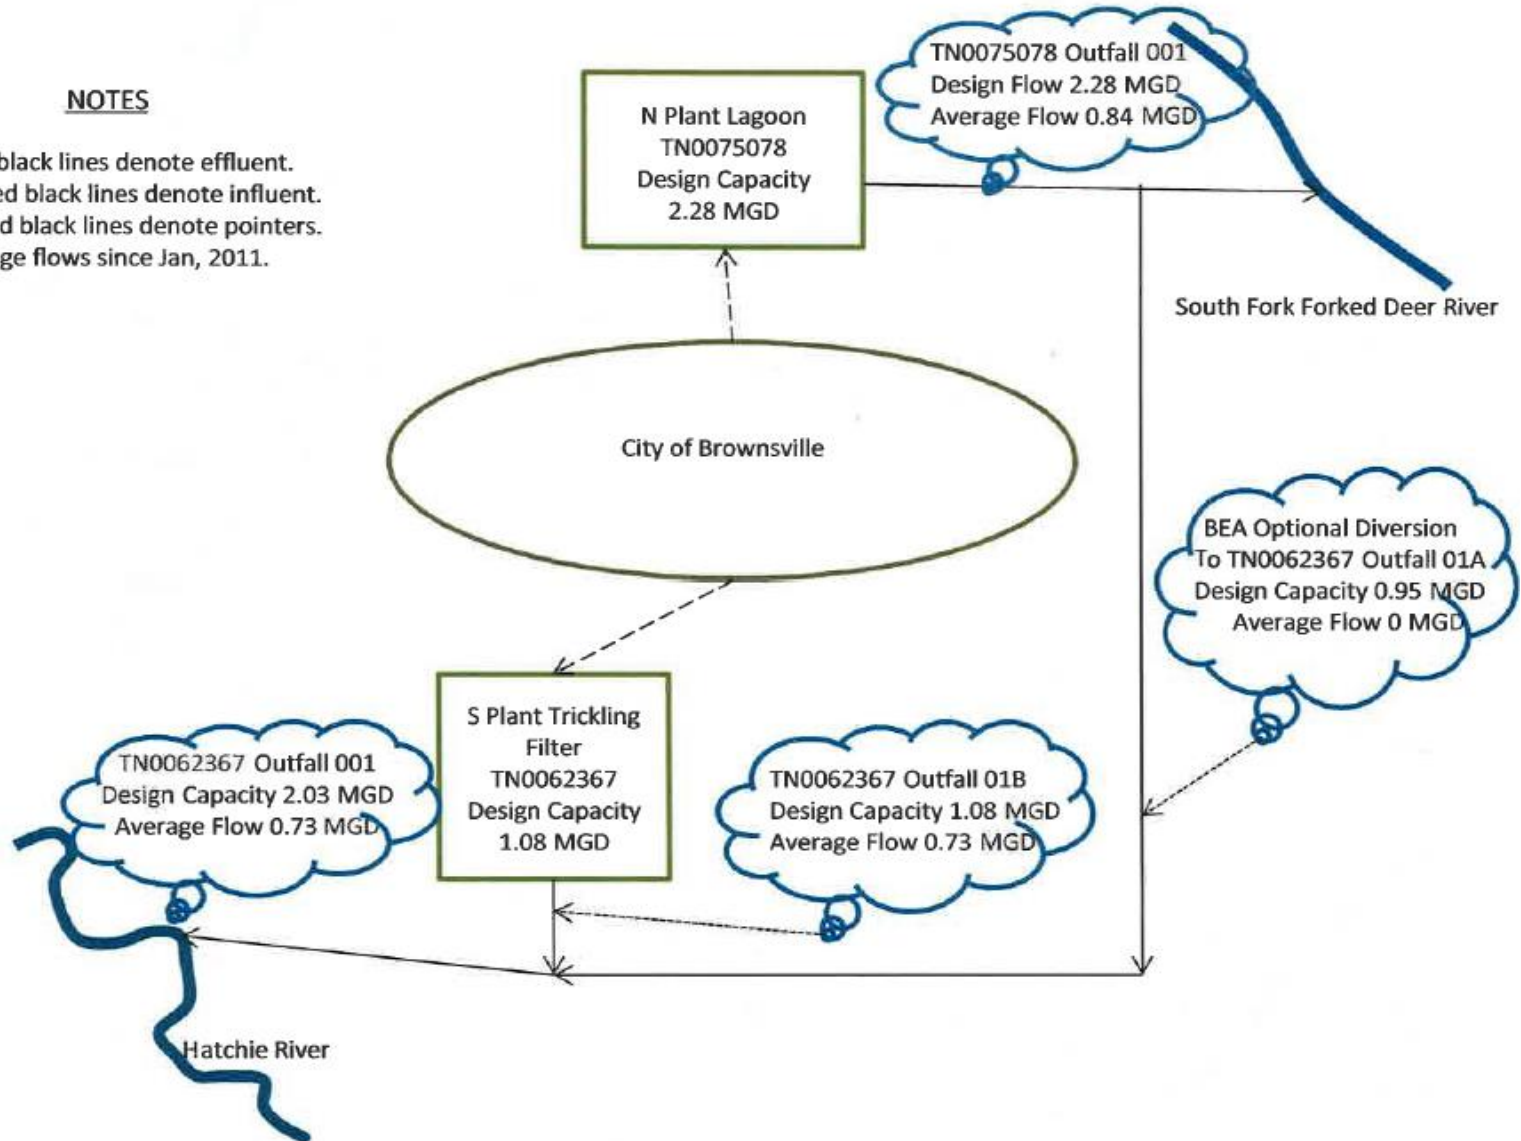 NOTES
black lines denote effluent.
ed black lines denote influent.
d black lines denote pointers.
ge flows since Jan, 2011.
N Plant Lagoon
TN0075078
Design Capacity
2.28 MGD
TN0075078 Outfall 001
Design Flow 2.28 MGD
Average Flow 0.84 MGD
South Fork Forked Deer River
City of Brownsville
BEA Optional Diversion
To TN0062367 Outfall 01A
Design Capacity 0.95 MGD
Average Flow 0 MGD
S Plant Trickling
Filter
TN0062367
Design Capacity
1.08 MGD
TN0062367 Outfall 001
Design Capacity 2.03 MGD
Average Flow 0.73 MGD
TN0062367 Outfall 01B
Design Capacity 1.08 MGD
Average Flow 0.73 MGD
Hatchie River